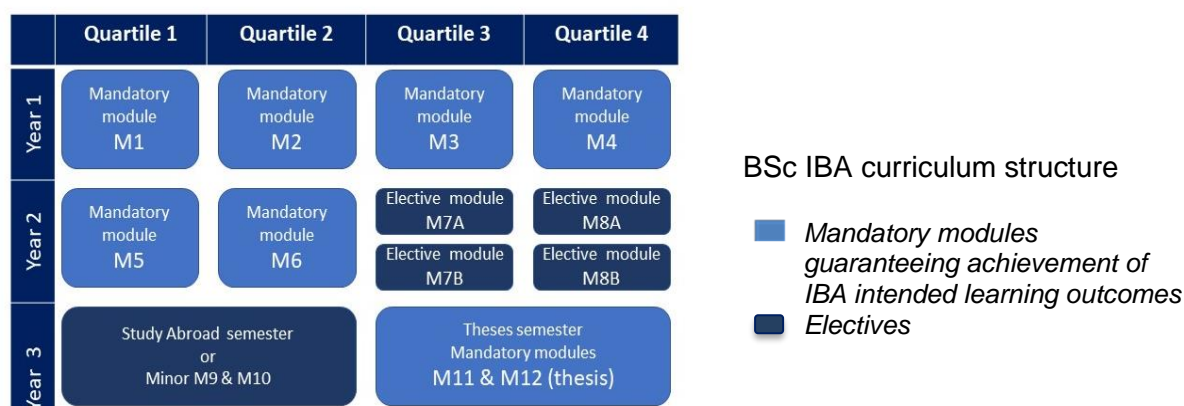 Quartile 1
Quartile 2
Quartile 3
Quartile 4
Year 1
Mandatory
module
M1
Mandatory
module
M2
Mandatory
module
M3
Mandatory
module
M4
Year 2
Mandatory
module
M5
Mandatory
module
M6
Elective module
M7A
Elective module
M7B
Elective module
M8A
Elective module
M8B
Year 3
Study Abroad semester
or
Minor M9 & M10
Theses semester
Mandatory modules
M11 & M12 (thesis)
BSc IBA curriculum structure
Mandatory modules
guaranteeing achievement of
IBA intended learning outcomes
Electives